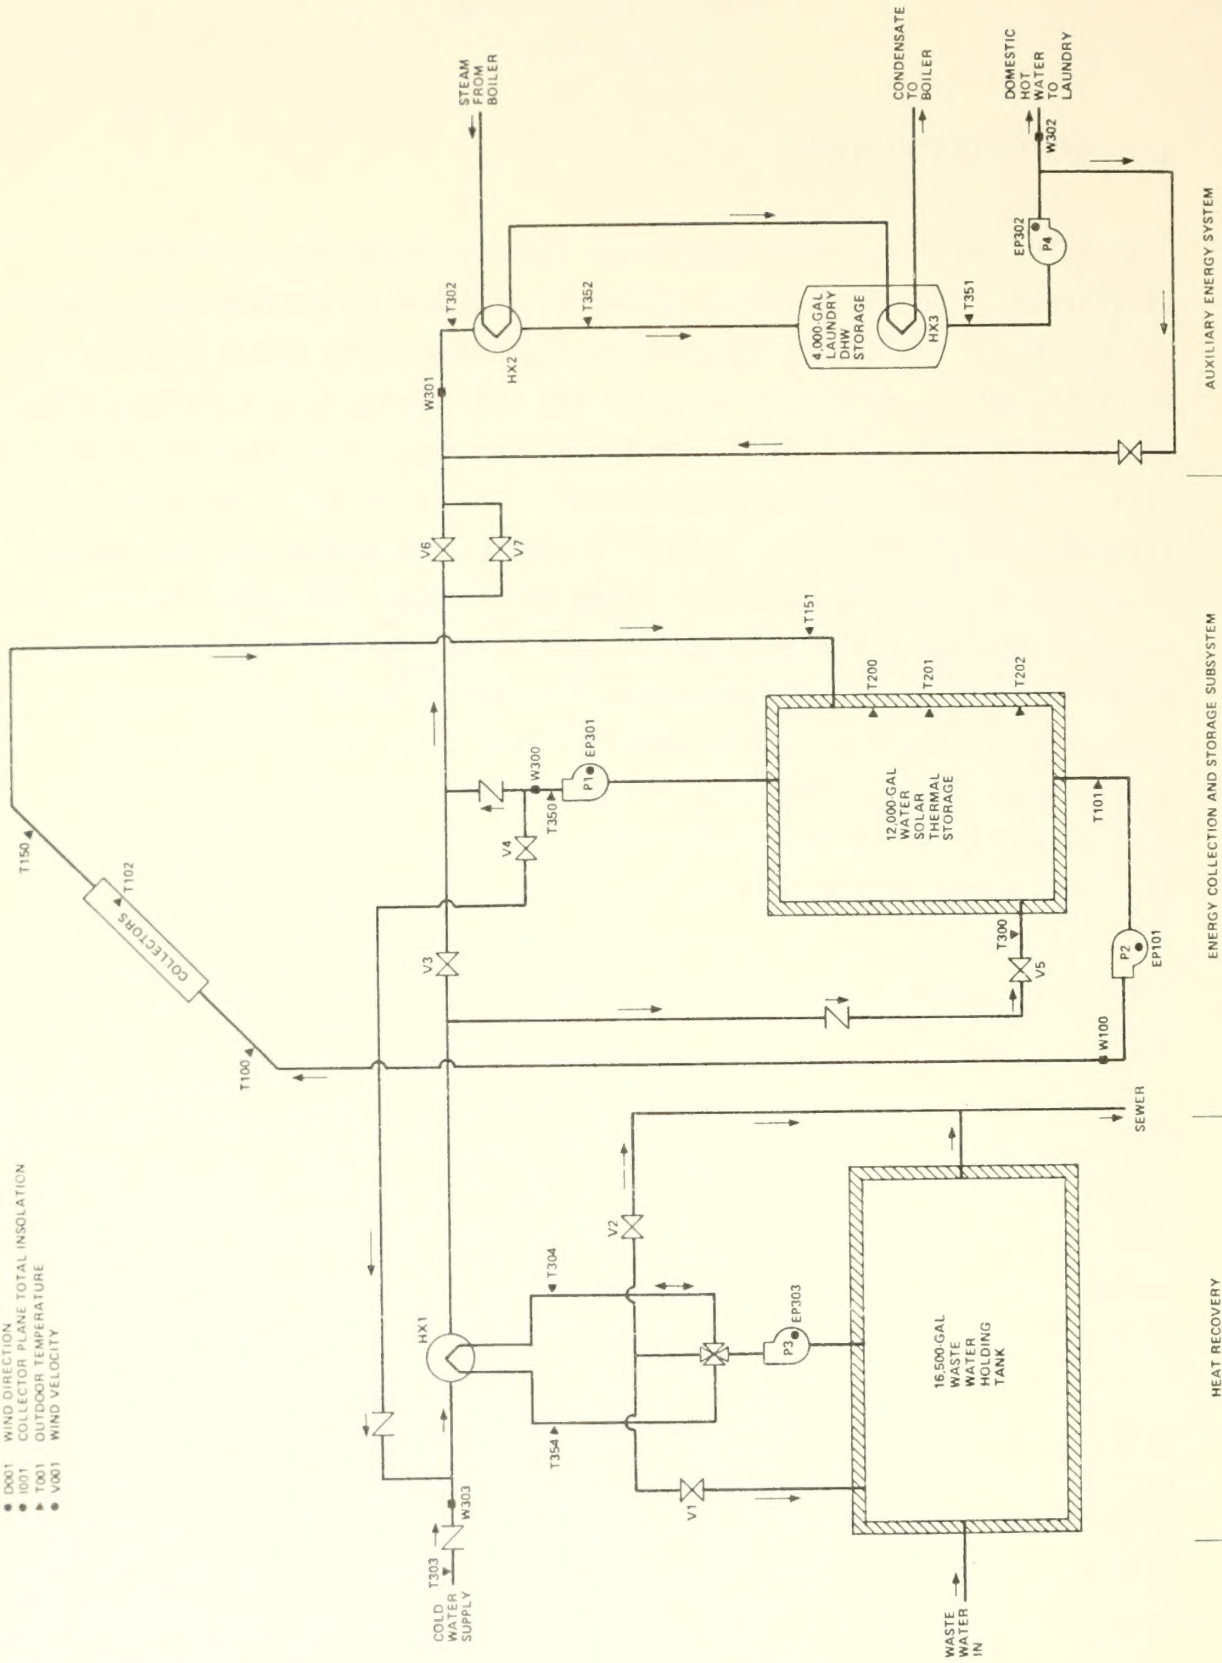 ● D001 WIND DIRECTION
● I001 COLLECTOR PLANE TOTAL INSOLATION
▶ T001 OUTDOOR TEMPERATURE
● V001 WIND VELOCITY
T150
COLLECTORS
T102
T100
COLD
WATER
SUPPLY
T303
W303
HX1
V3
V4
T350
W300
P1
EP301
V6
V7
W301
T302
HX2
T352
STEAM
FROM
BOILER
CONDENSATE
TO
BOILER
DOMESTIC
HOT
WATER
TO
LAUNDRY
W302
EP302
P4
T351
4,000-GAL
LAUNDRY
DHW
STORAGE
HX3
T151
T200
T201
T202
12,000-GAL
WATER
SOLAR
THERMAL
STORAGE
T300
V5
T101
P2
EP101
W100
T354
T304
V1
V2
P3
EP303
16,500-GAL
WASTE
WATER
HOLDING
TANK
SEWER
WASTE
WATER
IN
HEAT RECOVERY
ENERGY COLLECTION AND STORAGE SUBSYSTEM
AUXILIARY ENERGY SYSTEM